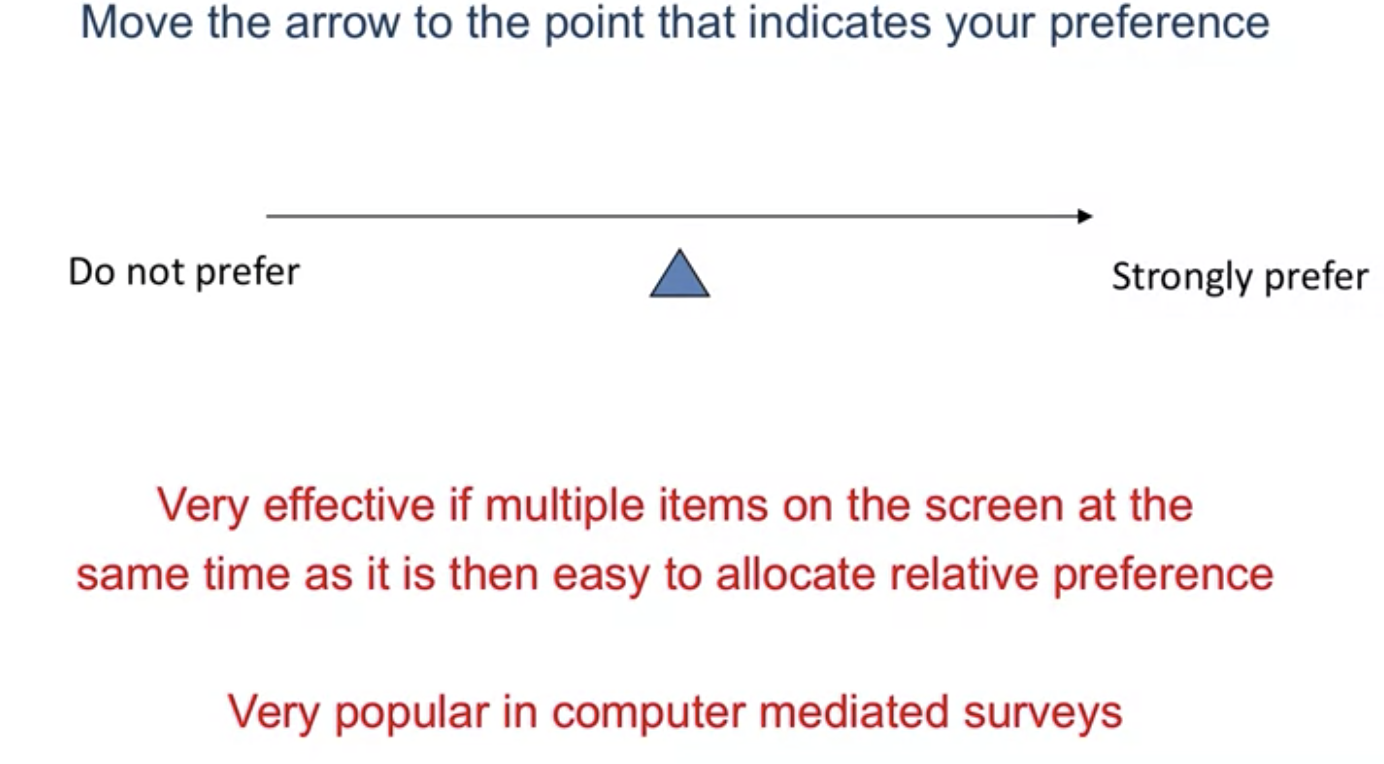 Move the arrow to the point that indicates your preference
Do not prefer
Strongly prefer
Very effective if multiple items on the screen at the
same time as it is then easy to allocate relative preference
Very popular in computer mediated surveys